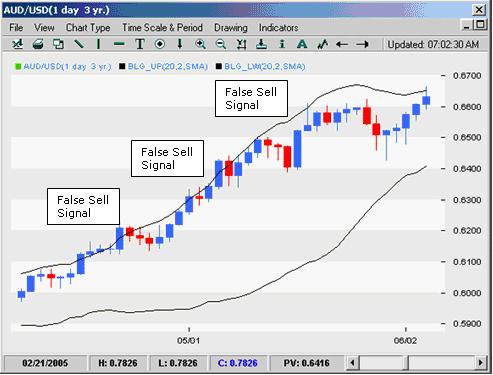 AUD/USD(1 day  3 yr.)
File View Chart Type Time Scale & Period Drawing Indicators
Updated: 07:02:30 AM
AUD/USD(1 day 3 yr.) BLG_UP(20,2,SMA) BLG_LW(20,2,SMA)
0.6700
False Sell
Signal
0.6600
0.6500
False Sell
Signal
0.6400
0.6300
False Sell
Signal
0.6200
0.6100
0.6000
0.5900
05/01 06/02
02/21/2005 H: 0.7826 L: 0.7826 C: 0.7826 PV: 0.6416